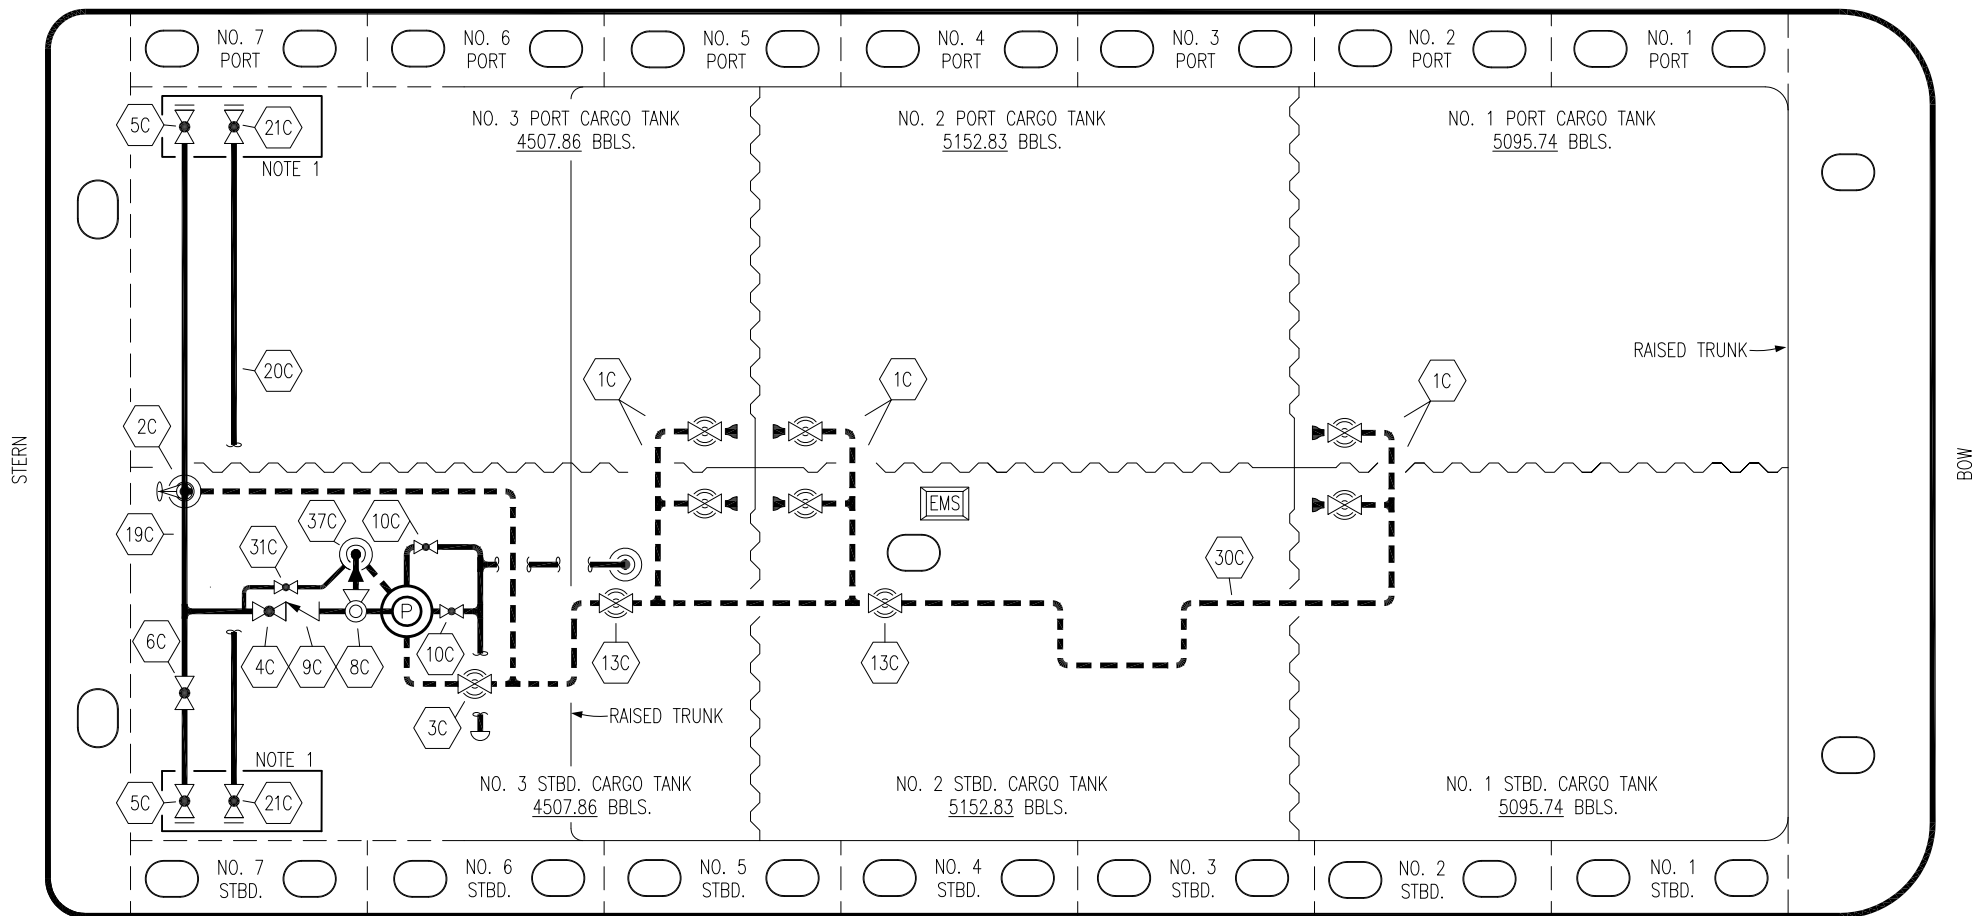 NO. 7
PORT
NO. 6
PORT
NO. 5
PORT
NO. 4
PORT
NO. 3
PORT
NO. 2
PORT
NO. 1
PORT
5C
21C
NOTE 1
NO. 3 PORT CARGO TANK
4507.86 BBLS.
NO. 2 PORT CARGO TANK
5152.83 BBLS.
NO. 1 PORT CARGO TANK
5095.74 BBLS.
RAISED TRUNK
20C
1C
1C
1C
2C
STERN
BOW
EMS
37C
10C
19C
31C
30C
P
6C
4C
9C
8C
10C
13C
13C
3C
RAISED TRUNK
NOTE 1
5C
21C
NO. 3 STBD. CARGO TANK
4507.86 BBLS.
NO. 2 STBD. CARGO TANK
5152.83 BBLS.
NO. 1 STBD. CARGO TANK
5095.74 BBLS.
NO. 7
STBD.
NO. 6
STBD.
NO. 5
STBD.
NO. 4
STBD.
NO. 3
STBD.
NO. 2
STBD.
NO. 1
STBD.